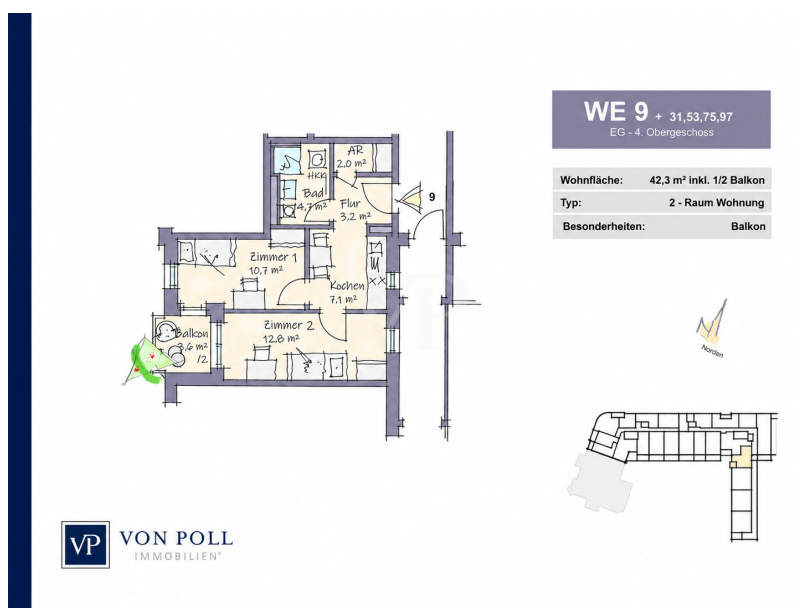 WE 9 + 31,53,75,97
EG - 4. Obergeschoss
Wohnfläche: 42,3 m² inkl. 1/2 Balkon
Typ: 2 - Raum Wohnung
Besonderheiten: Balkon
AR
2.0 m²
HKK
Bad
4,7 m²
Flur
3.2 m²
9
Zimmer 1
10,7 m²
Kochen
7,1 m²
Zimmer 2
12.8 m²
Balkon
3,6 m²
/2
Norden
VP
VP
VON POLL
IMMOBILIEN®